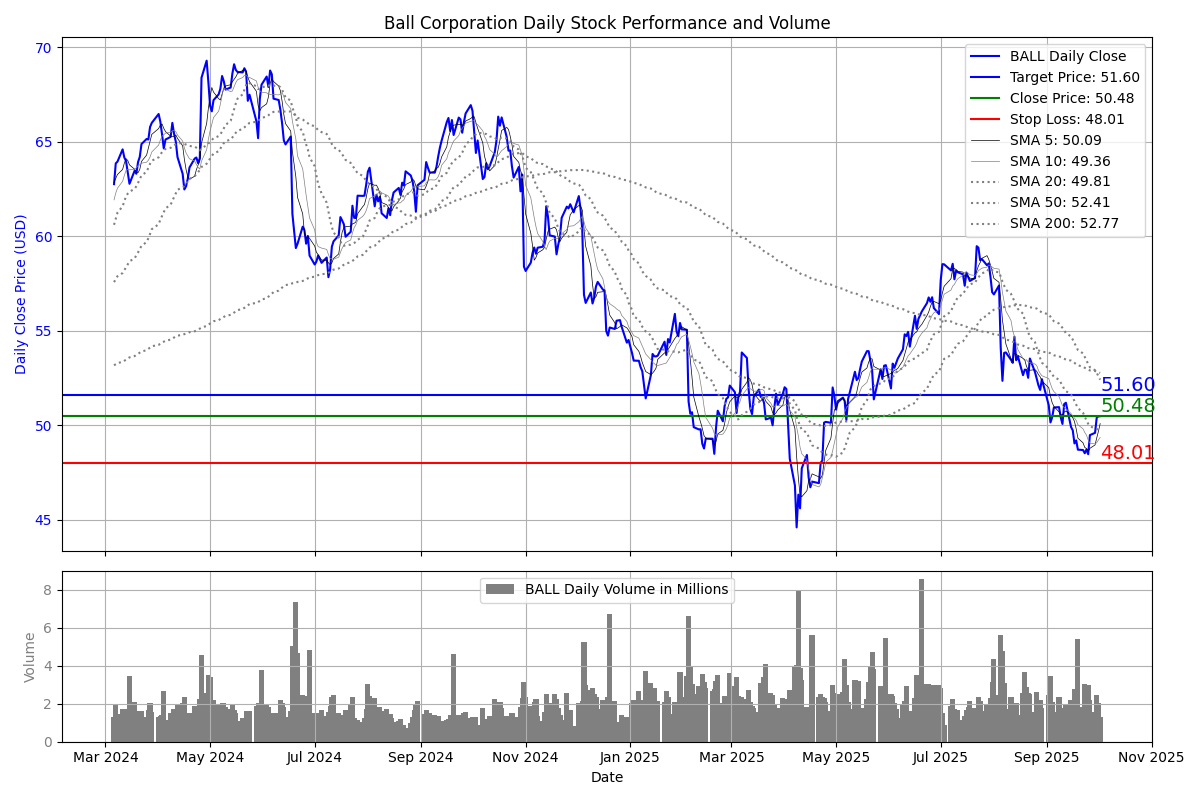 Ball Corporation Daily Stock Performance and Volume
Daily Close Price (USD)
70
65
60
55
50
45
BALL Daily Close
Target Price: 51.60
Close Price: 50.48
Stop Loss: 48.01
SMA 5: 50.09
SMA 10: 49.36
SMA 20: 49.81
SMA 50: 52.41
SMA 200: 52.77
51.60
50.48
48.01
Volume
8
6
4
2
0
BALL Daily Volume in Millions
Mar 2024 May 2024 Jul 2024 Sep 2024 Nov 2024 Jan 2025 Mar 2025 May 2025 Jul 2025 Sep 2025 Nov 2025
Date